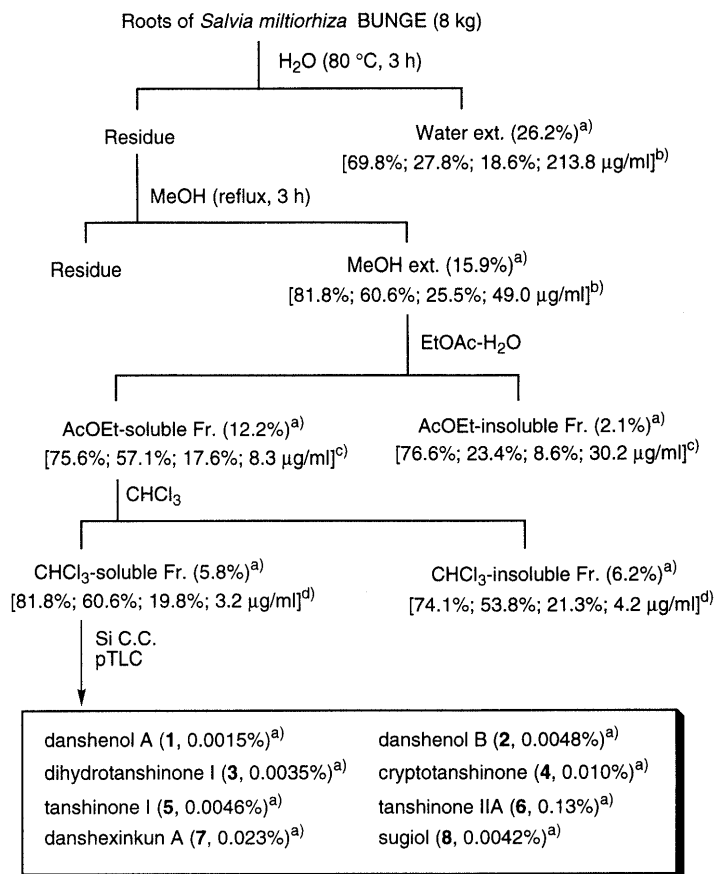 Roots of Salvia miltiorhiza BUNGE (8 kg)
H₂O (80 °C, 3 h)
Residue
Water ext. (26.2%)a)
[69.8%; 27.8%; 18.6%; 213.8 μg/ml]b)
MeOH (reflux, 3 h)
Residue
MeOH ext. (15.9%)a)
[81.8%; 60.6%; 25.5%; 49.0 μg/ml]b)
EtOAc-H₂O
AcOEt-soluble Fr. (12.2%)a)
[75.6%; 57.1%; 17.6%; 8.3 μg/ml]c)
AcOEt-insoluble Fr. (2.1%)a)
[76.6%; 23.4%; 8.6%; 30.2 μg/ml]c)
CHCl₃
CHCl₃-soluble Fr. (5.8%)a)
[81.8%; 60.6%; 19.8%; 3.2 μg/ml]d)
CHCl₃-insoluble Fr. (6.2%)a)
[74.1%; 53.8%; 21.3%; 4.2 μg/ml]d)
Si C.C.
pTLC
danshenol A (1, 0.0015%)a)
danshenol B (2, 0.0048%)a)
dihydrotanshinone I (3, 0.0035%)a)
cryptotanshinone (4, 0.010%)a)
tanshinone I (5, 0.0046%)a)
tanshinone IIA (6, 0.13%)a)
danshexinkun A (7, 0.023%)a)
sugiol (8, 0.0042%)a)